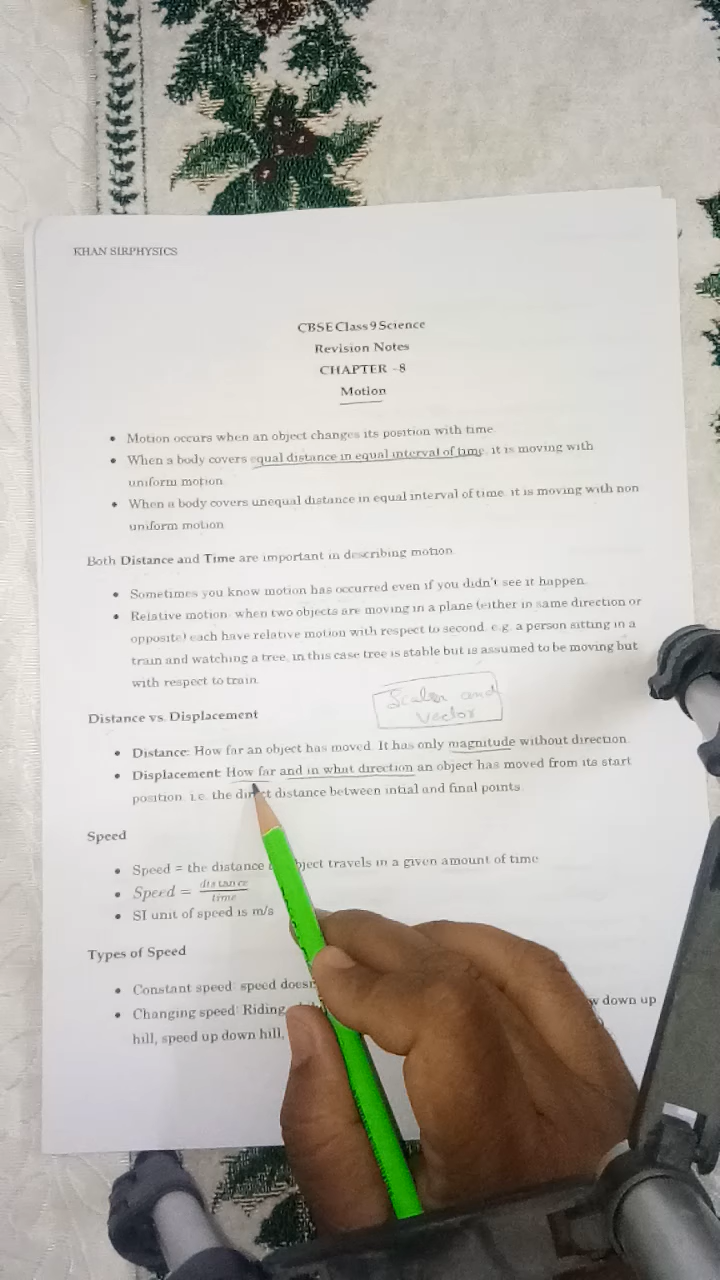 KHAN SIRPHYSICS
CBSE Class 9 Science
Revision Notes
CHAPTER -8
Motion
• Motion occurs when an object changes its position with time.
• When a body covers equal distance in equal interval of time, it is moving with
uniform motion.
• When a body covers unequal distance in equal interval of time, it is moving with non
uniform motion
Both Distance and Time are important in describing motion.
• Sometimes you know motion has occurred even if you didn't see it happen.
• Relative motion: when two objects are moving in a plane (either in same direction or
opposite) each have relative motion with respect to second. e.g. a person sitting in a
train and watching a tree, in this case tree is stable but is assumed to be moving but
with respect to train.
Scaler and
Vector
Distance vs. Displacement
• Distance: How far an object has moved. It has only magnitude without direction.
• Displacement: How far and in what direction an object has moved from its start
position. i.e. the direct distance between intial and final points.
Speed
• Speed = the distance object travels in a given amount of time
• Speed = distance / time
• SI unit of speed is m/s
Types of Speed
• Constant speed: speed
• Changing speed: Riding w down up
hill, speed up down hill,